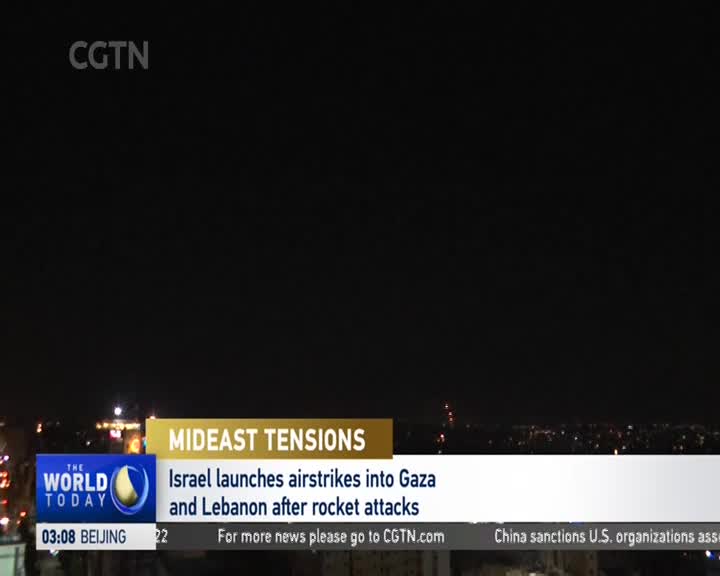 CGTN
MIDEAST TENSIONS
THE
WORLD
TODAY
Israel launches airstrikes into Gaza
and Lebanon after rocket attacks
03:08 BEIJING
22 For more news please go to CGTN.com China sanctions U.S. organizations